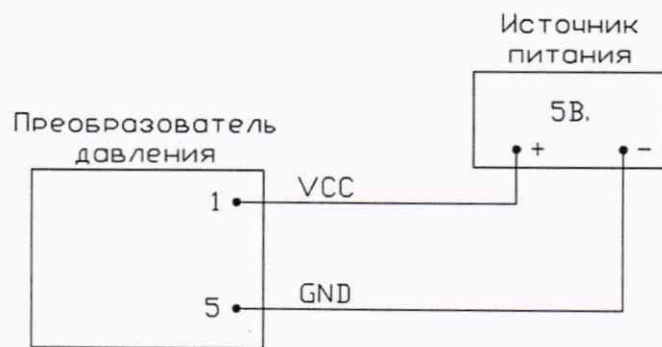 Источник
питания
5В.
+ -
Преобразователь
давления
1 VCC
5 GND